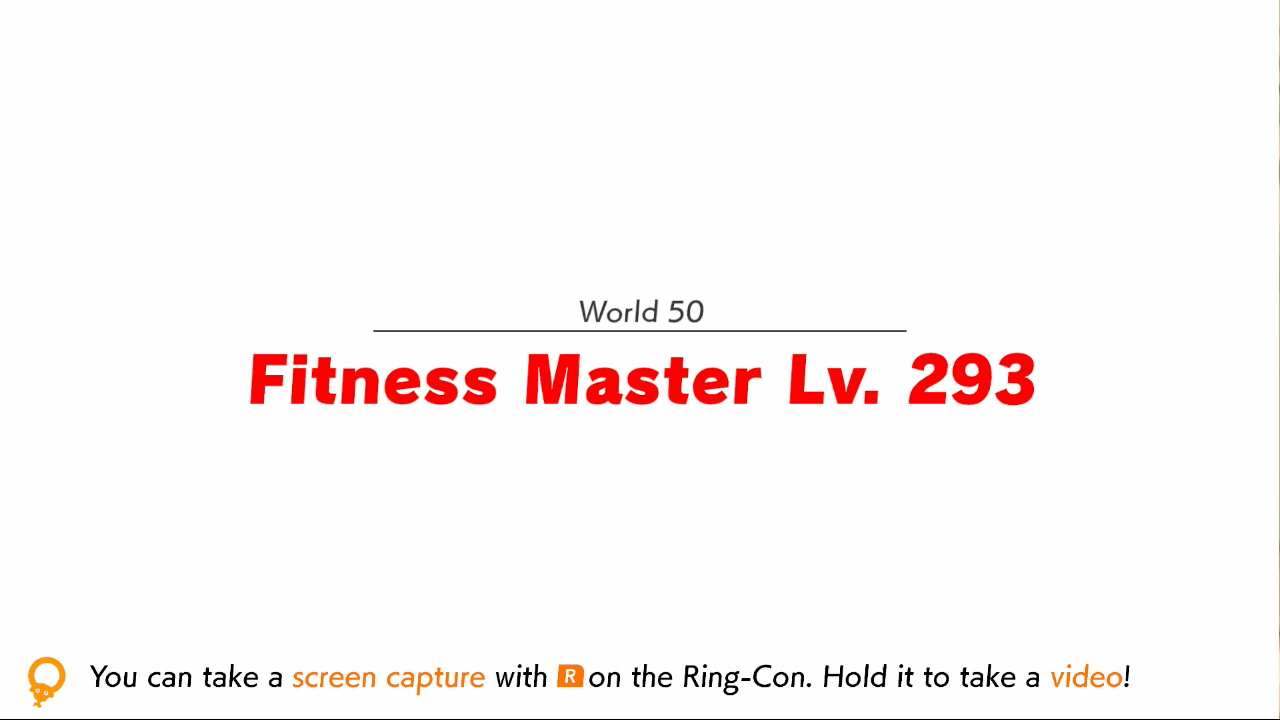 World 50
Fitness Master Lv. 293
You can take a screen capture with R on the Ring-Con. Hold it to take a video!